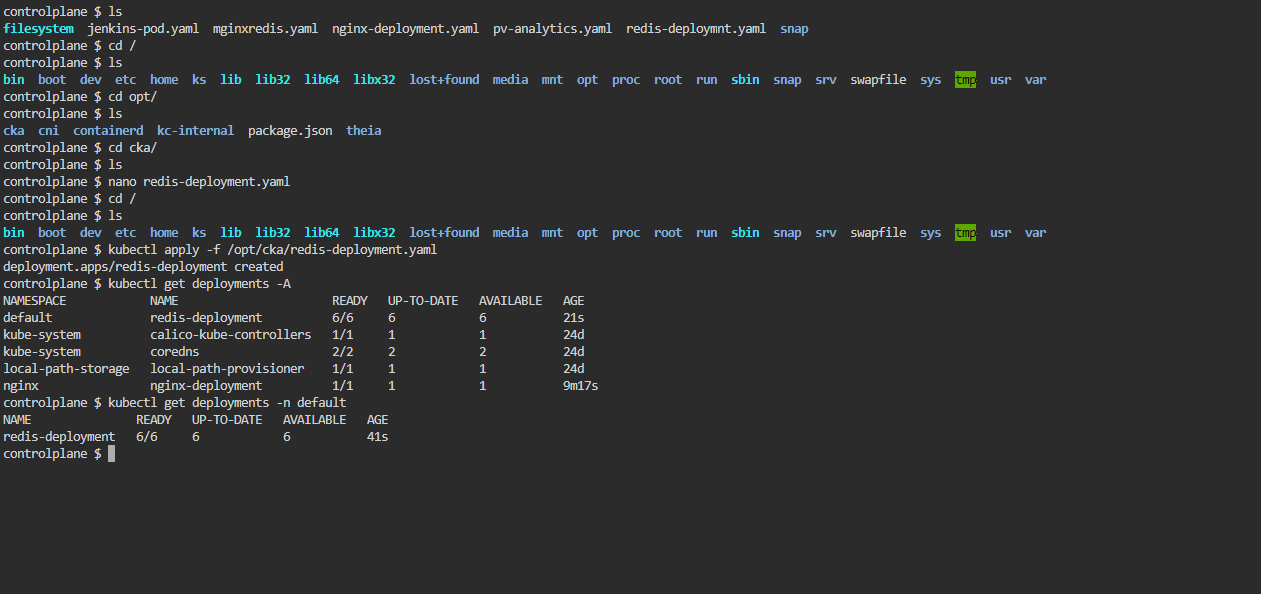 controlplane $ ls
filesystem  jenkins-pod.yaml  mginxredis.yaml  nginx-deployment.yaml  pv-analytics.yaml  redis-deploymnt.yaml  snap
controlplane $ cd /
controlplane $ ls
bin  boot  dev  etc  home  ks  lib  lib32  lib64  libx32  lost+found  media  mnt  opt  proc  root  run  sbin  snap  srv  swapfile  sys  tmp  usr  var
controlplane $ cd opt/
controlplane $ ls
cka  cni  containerd  kc-internal  package.json  theia
controlplane $ cd cka/
controlplane $ ls
controlplane $ nano redis-deployment.yaml
controlplane $ cd /
controlplane $ ls
bin  boot  dev  etc  home  ks  lib  lib32  lib64  libx32  lost+found  media  mnt  opt  proc  root  run  sbin  snap  srv  swapfile  sys  tmp  usr  var
controlplane $ kubectl apply -f /opt/cka/redis-deployment.yaml
deployment.apps/redis-deployment created
controlplane $ kubectl get deployments -A
NAMESPACE            NAME                      READY   UP-TO-DATE   AVAILABLE   AGE
default              redis-deployment          6/6     6            6           21s
kube-system          calico-kube-controllers   1/1     1            1           24d
kube-system          coredns                   2/2     2            2           24d
local-path-storage   local-path-provisioner    1/1     1            1           24d
nginx                nginx-deployment          1/1     1            1           9m17s
controlplane $ kubectl get deployments -n default
NAME               READY   UP-TO-DATE   AVAILABLE   AGE
redis-deployment   6/6     6            6           41s
controlplane $